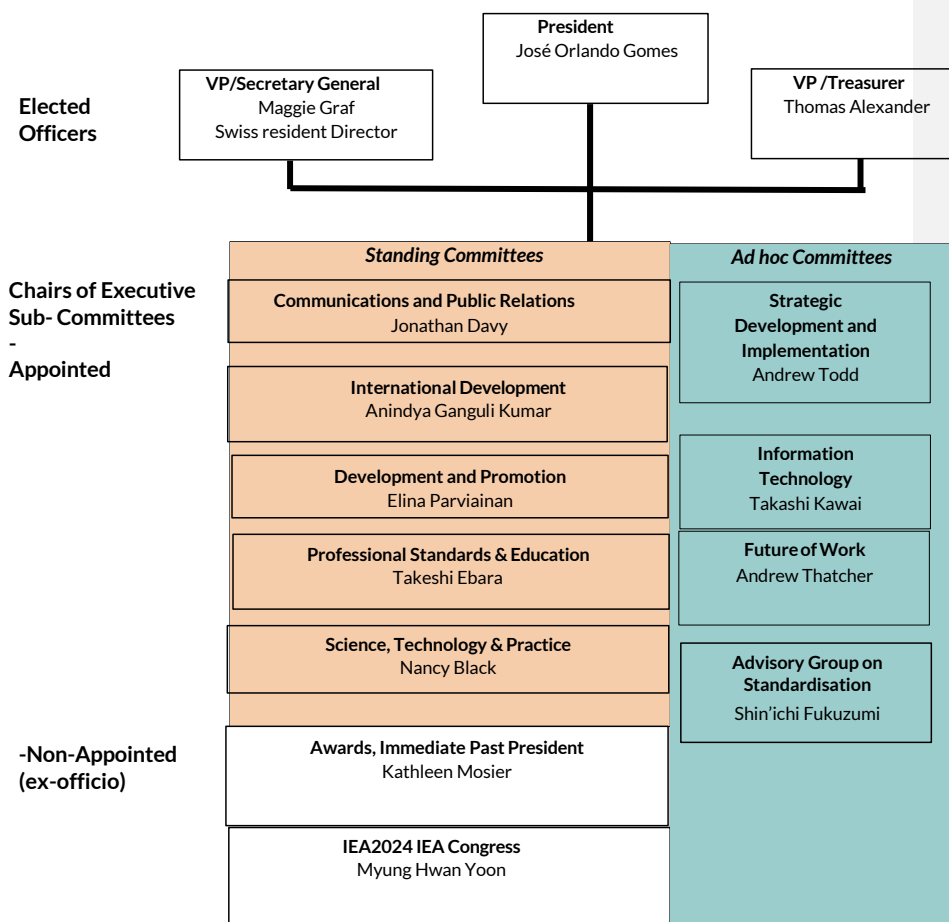 President
José Orlando Gomes
VP/Secretary General
Maggie Graf
Swiss resident Director
VP /Treasurer
Thomas Alexander
Elected
Officers
Standing Committees
Ad hoc Committees
Chairs of Executive
Sub- Committees
-
Appointed
Communications and Public Relations
Jonathan Davy
International Development
Anindya Ganguli Kumar
Development and Promotion
Elina Parviainan
Professional Standards & Education
Takeshi Ebara
Science, Technology & Practice
Nancy Black
Strategic
Development and
Implementation
Andrew Todd
Information
Technology
Takashi Kawai
Future of Work
Andrew Thatcher
Advisory Group on
Standardisation
Shin’ichi Fukuzumi
-Non-Appointed
(ex-officio)
Awards, Immediate Past President
Kathleen Mosier
IEA2024 IEA Congress
Myung Hwan Yoon